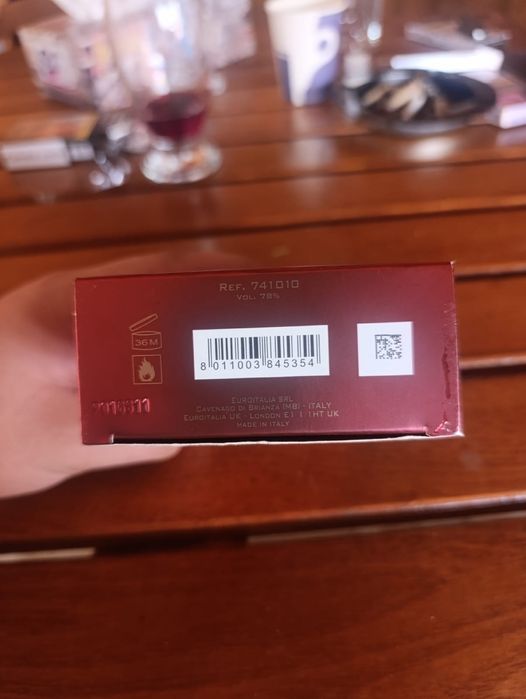 REF. 741010
VOL. 78%
36M
8 011003 845354
EUROITALIA SRL
CAVENAGO DI BRIANZA (MB) - ITALY
EUROITALIA UK - LONDON E1 1 1HT UK
MADE IN ITALY